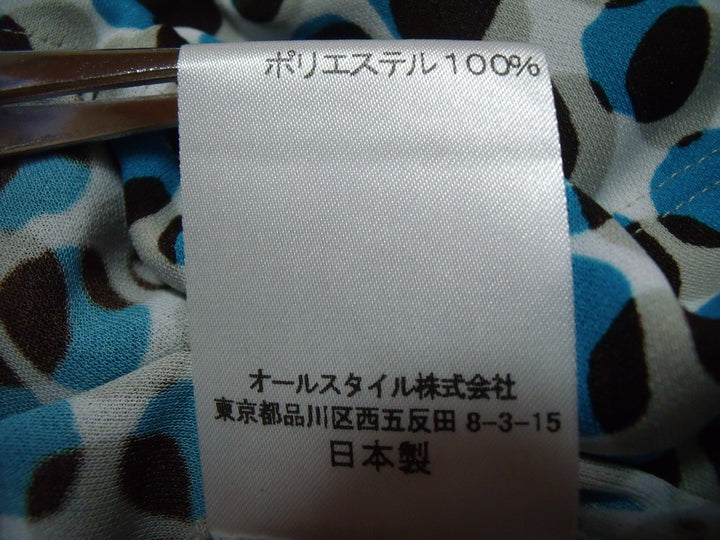 ポリエステル100%
オールスタイル株式会社
東京都品川区西五反田 8-3-15
日本製